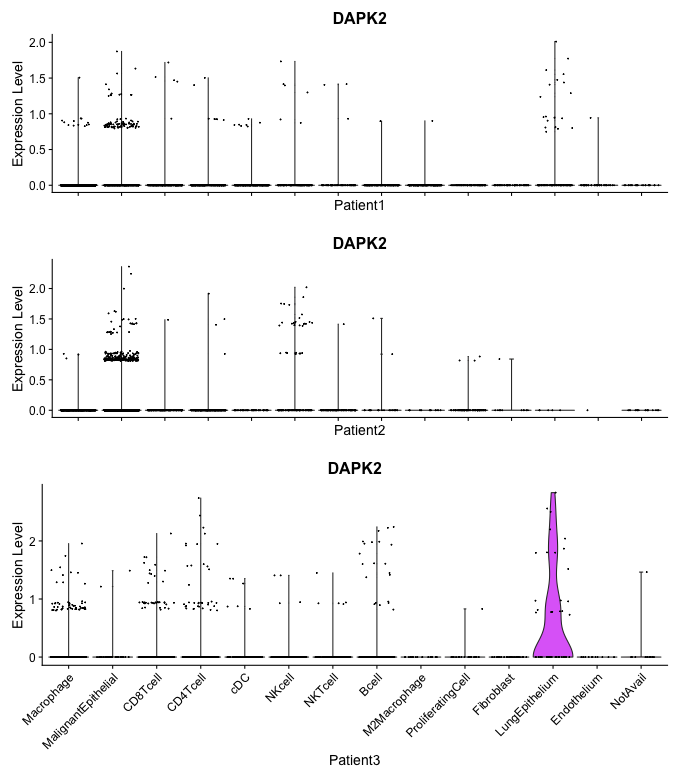 DAPK2
2.0
1.5
1.0
0.5
0.0
Expression Level
Patient1
DAPK2
2.0
1.5
1.0
0.5
0.0
Expression Level
Patient2
DAPK2
2
1
0
Expression Level
Macrophage
MalignantEpithelial
CD8Tcell
CD4Tcell
cDC
NKcell
NKTcell
Bcell
M2Macrophage
ProliferatingCell
Fibroblast
LungEpithelium
Endothelium
NotAvail
Patient3